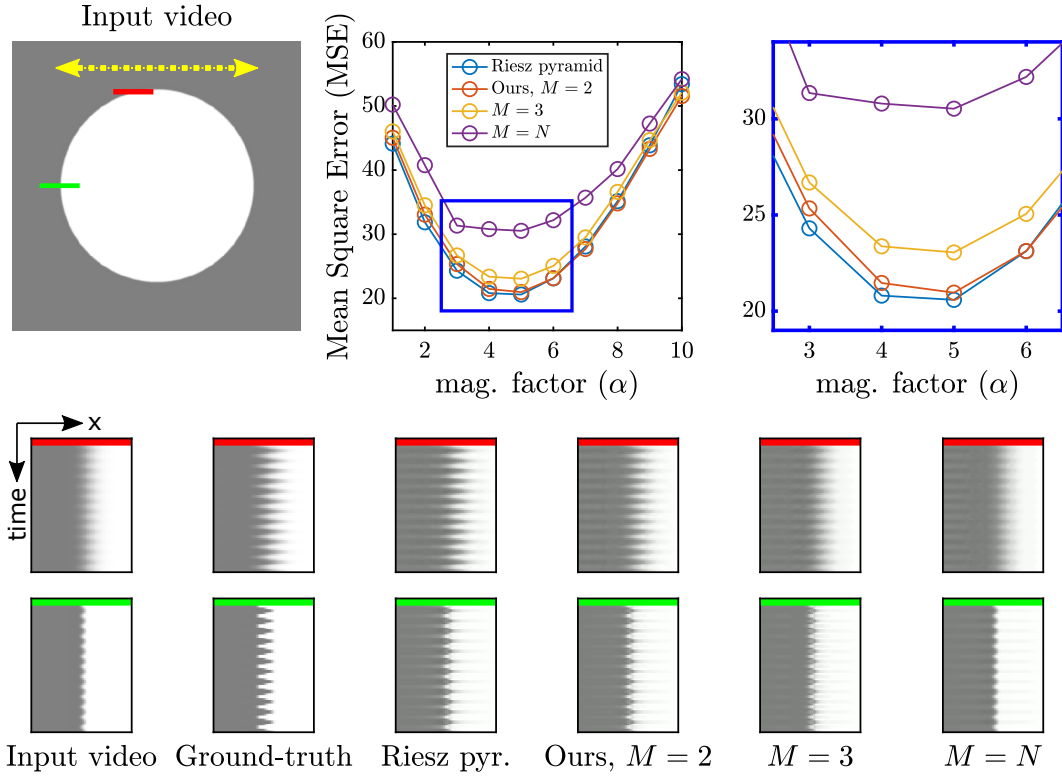 Input video
Mean Square Error (MSE)
60
50
40
30
20
2
4
6
8
10
mag. factor (α)
Riesz pyramid
Ours, M = 2
M = 3
M = N
30
25
20
3
4
5
6
mag. factor (α)
x
time
Input video
Ground-truth
Riesz pyr.
Ours, M = 2
M = 3
M = N